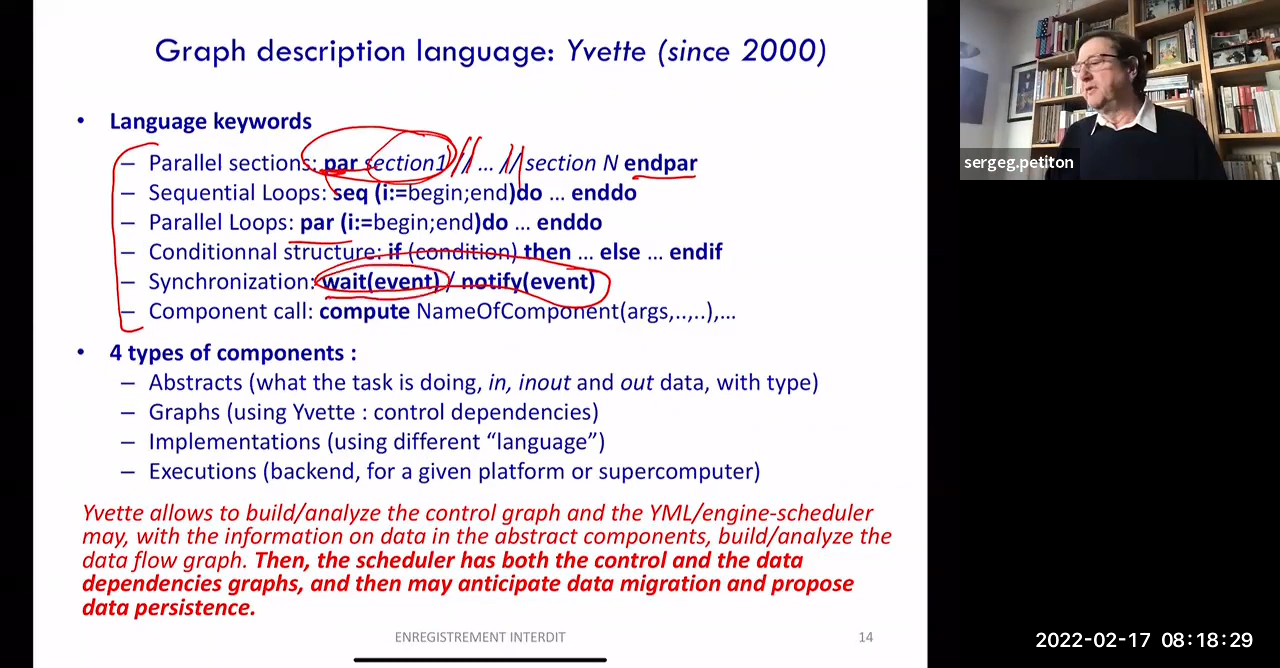 Graph description language: Yvette (since 2000)
• Language keywords
– Parallel sections: par section1 // … // section N endpar
– Sequential Loops: seq (i:=begin;end)do … enddo
– Parallel Loops: par (i:=begin;end)do … enddo
– Conditionnal structure: if (condition) then … else … endif
– Synchronization: wait(event) / notify(event)
– Component call: compute NameOfComponent(args,..,..),…
• 4 types of components :
– Abstracts (what the task is doing, in, inout and out data, with type)
– Graphs (using Yvette : control dependencies)
– Implementations (using different “language”)
– Executions (backend, for a given platform or supercomputer)
Yvette allows to build/analyze the control graph and the YML/engine-scheduler
may, with the information on data in the abstract components, build/analyze the
data flow graph. Then, the scheduler has both the control and the data
dependencies graphs, and then may anticipate data migration and propose
data persistence.
ENREGISTREMENT INTERDIT
14
sergeg.petiton
2022-02-17 08:18:29